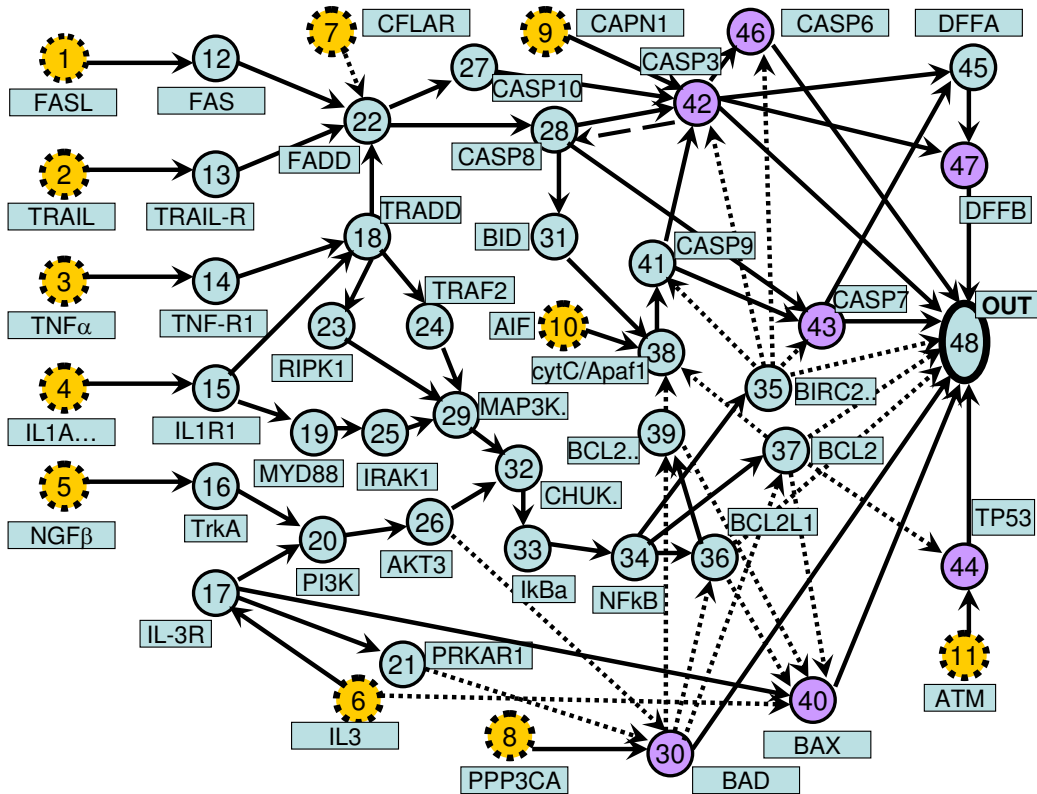 7 CFLAR 9 CAPN1 46 CASP6 DFFA
1 12 27 CASP3 45
FASL FAS 22 CASP10 42
2 13 FADD 28 CASP8 47
TRAIL TRAIL-R TRADD DFFB
18 BID 31 41 CASP9
3 14 TRAF2 CASP7 OUT
TNFα TNF-R1 23 24 AIF 10 43 48
RIPK1 cytC/Apaf1 38
4 15 29 MAP3K. 35 BIRC2..
IL1A... IL1R1 19 25 BCL2.. 39 37 BCL2
MYD88 IRAK1 32 CHUK.
5 16 26 BCL2L1 TP53
NGFβ TrkA 20 AKT3 33 34 36 44
PI3K IkBa NFkB
17
IL-3R 21 PRKAR1 11
6 40 ATM
IL3 8 30 BAX
PPP3CA BAD